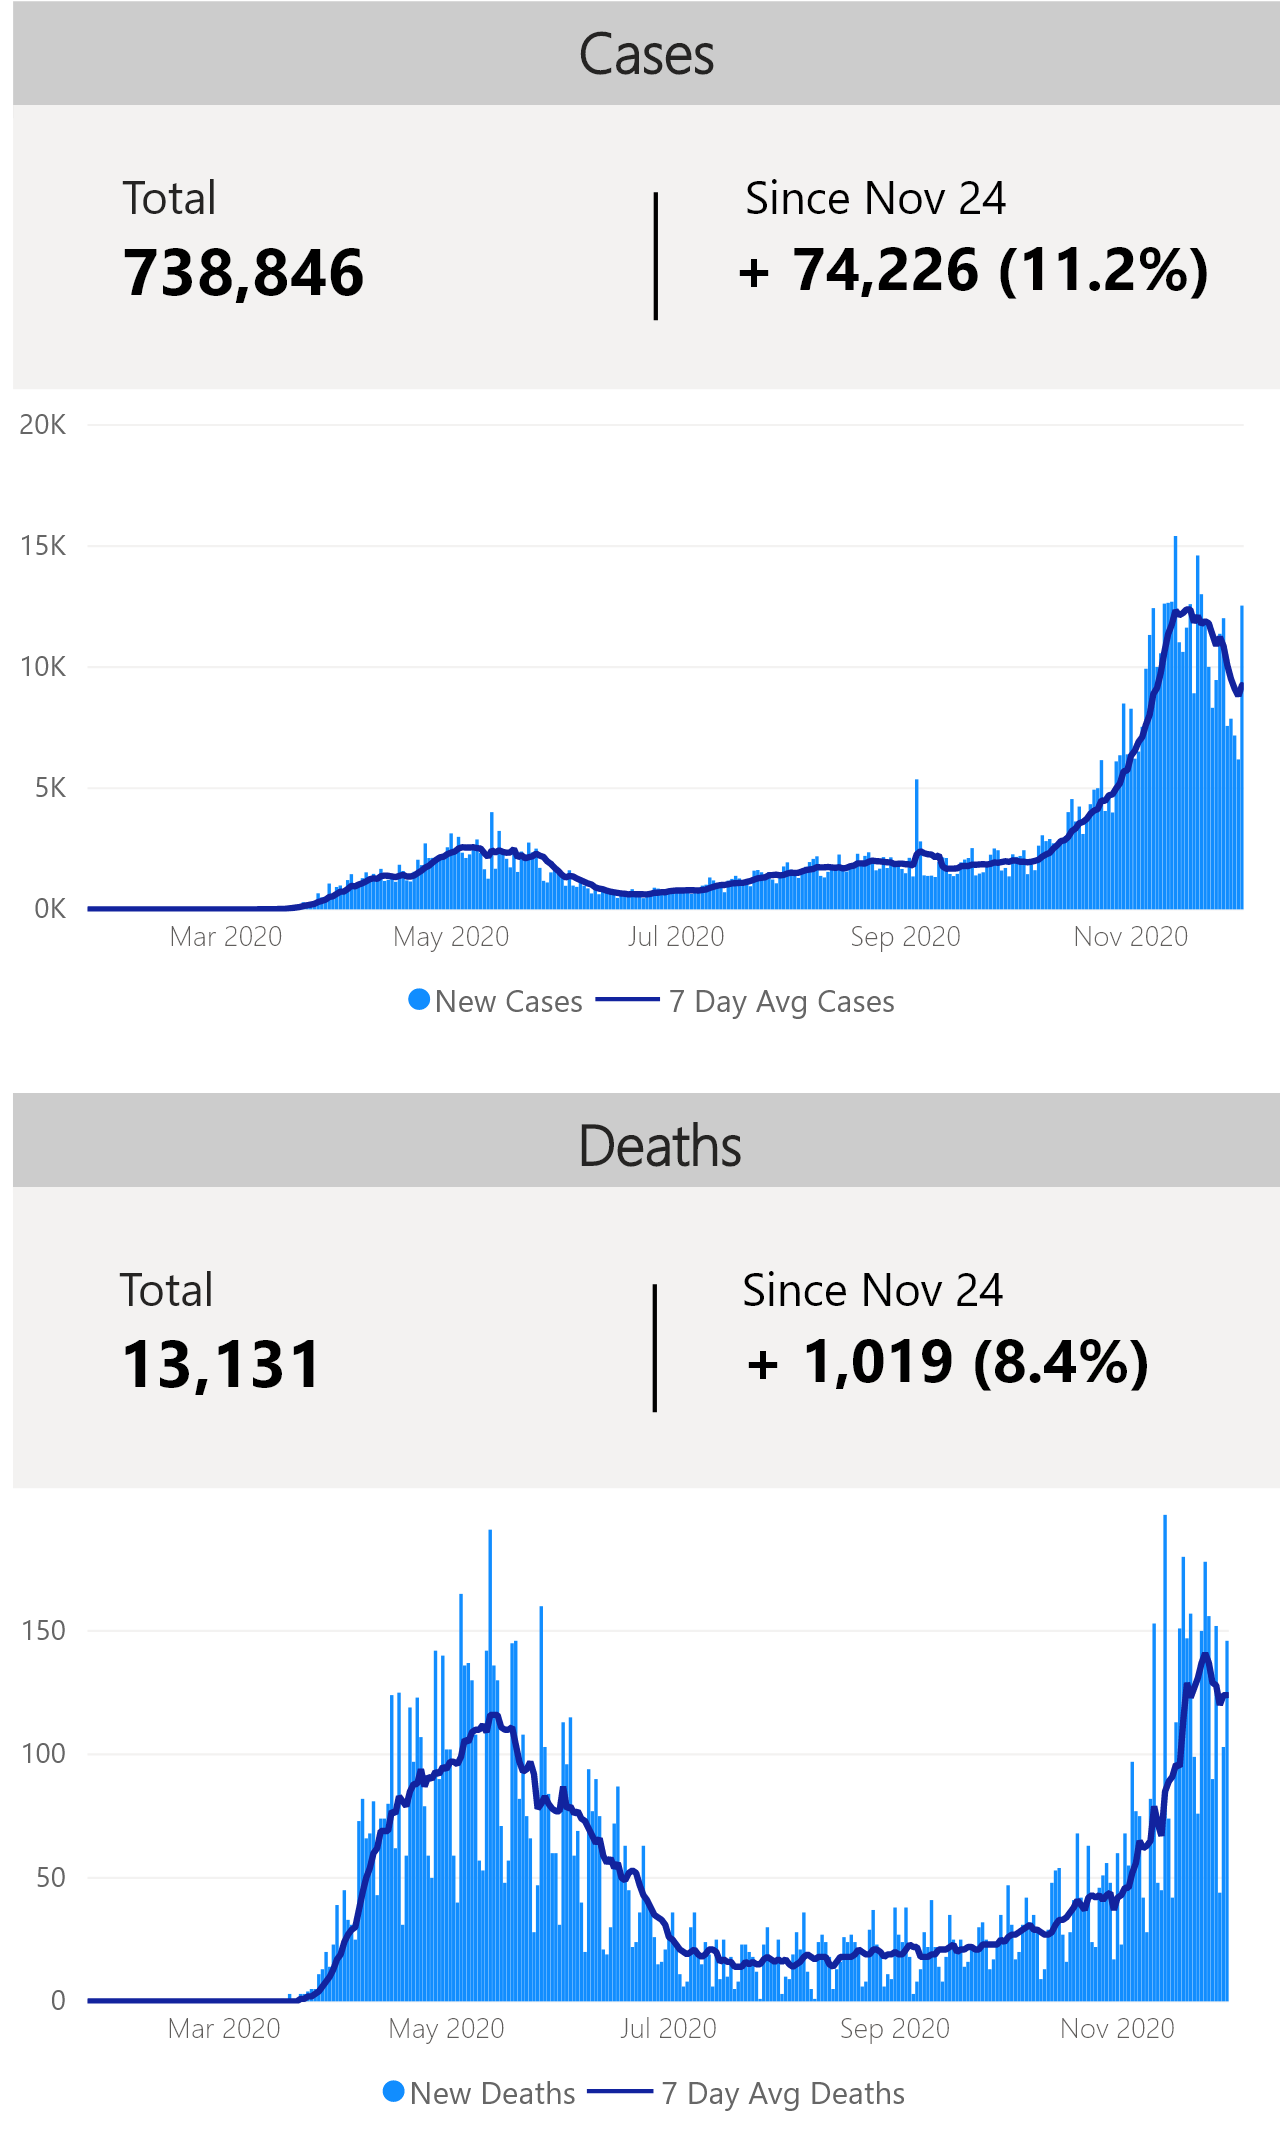 Cases
Total
Since Nov 24
738,846
+ 74,226 (11.2%)
20K
15K
10K
5K
0K
Mar 2020 May 2020 Jul 2020 Sep 2020 Nov 2020
New Cases 7 Day Avg Cases
Deaths
Total
Since Nov 24
13,131
+ 1,019 (8.4%)
150
100
50
0
Mar 2020 May 2020 Jul 2020 Sep 2020 Nov 2020
New Deaths 7 Day Avg Deaths